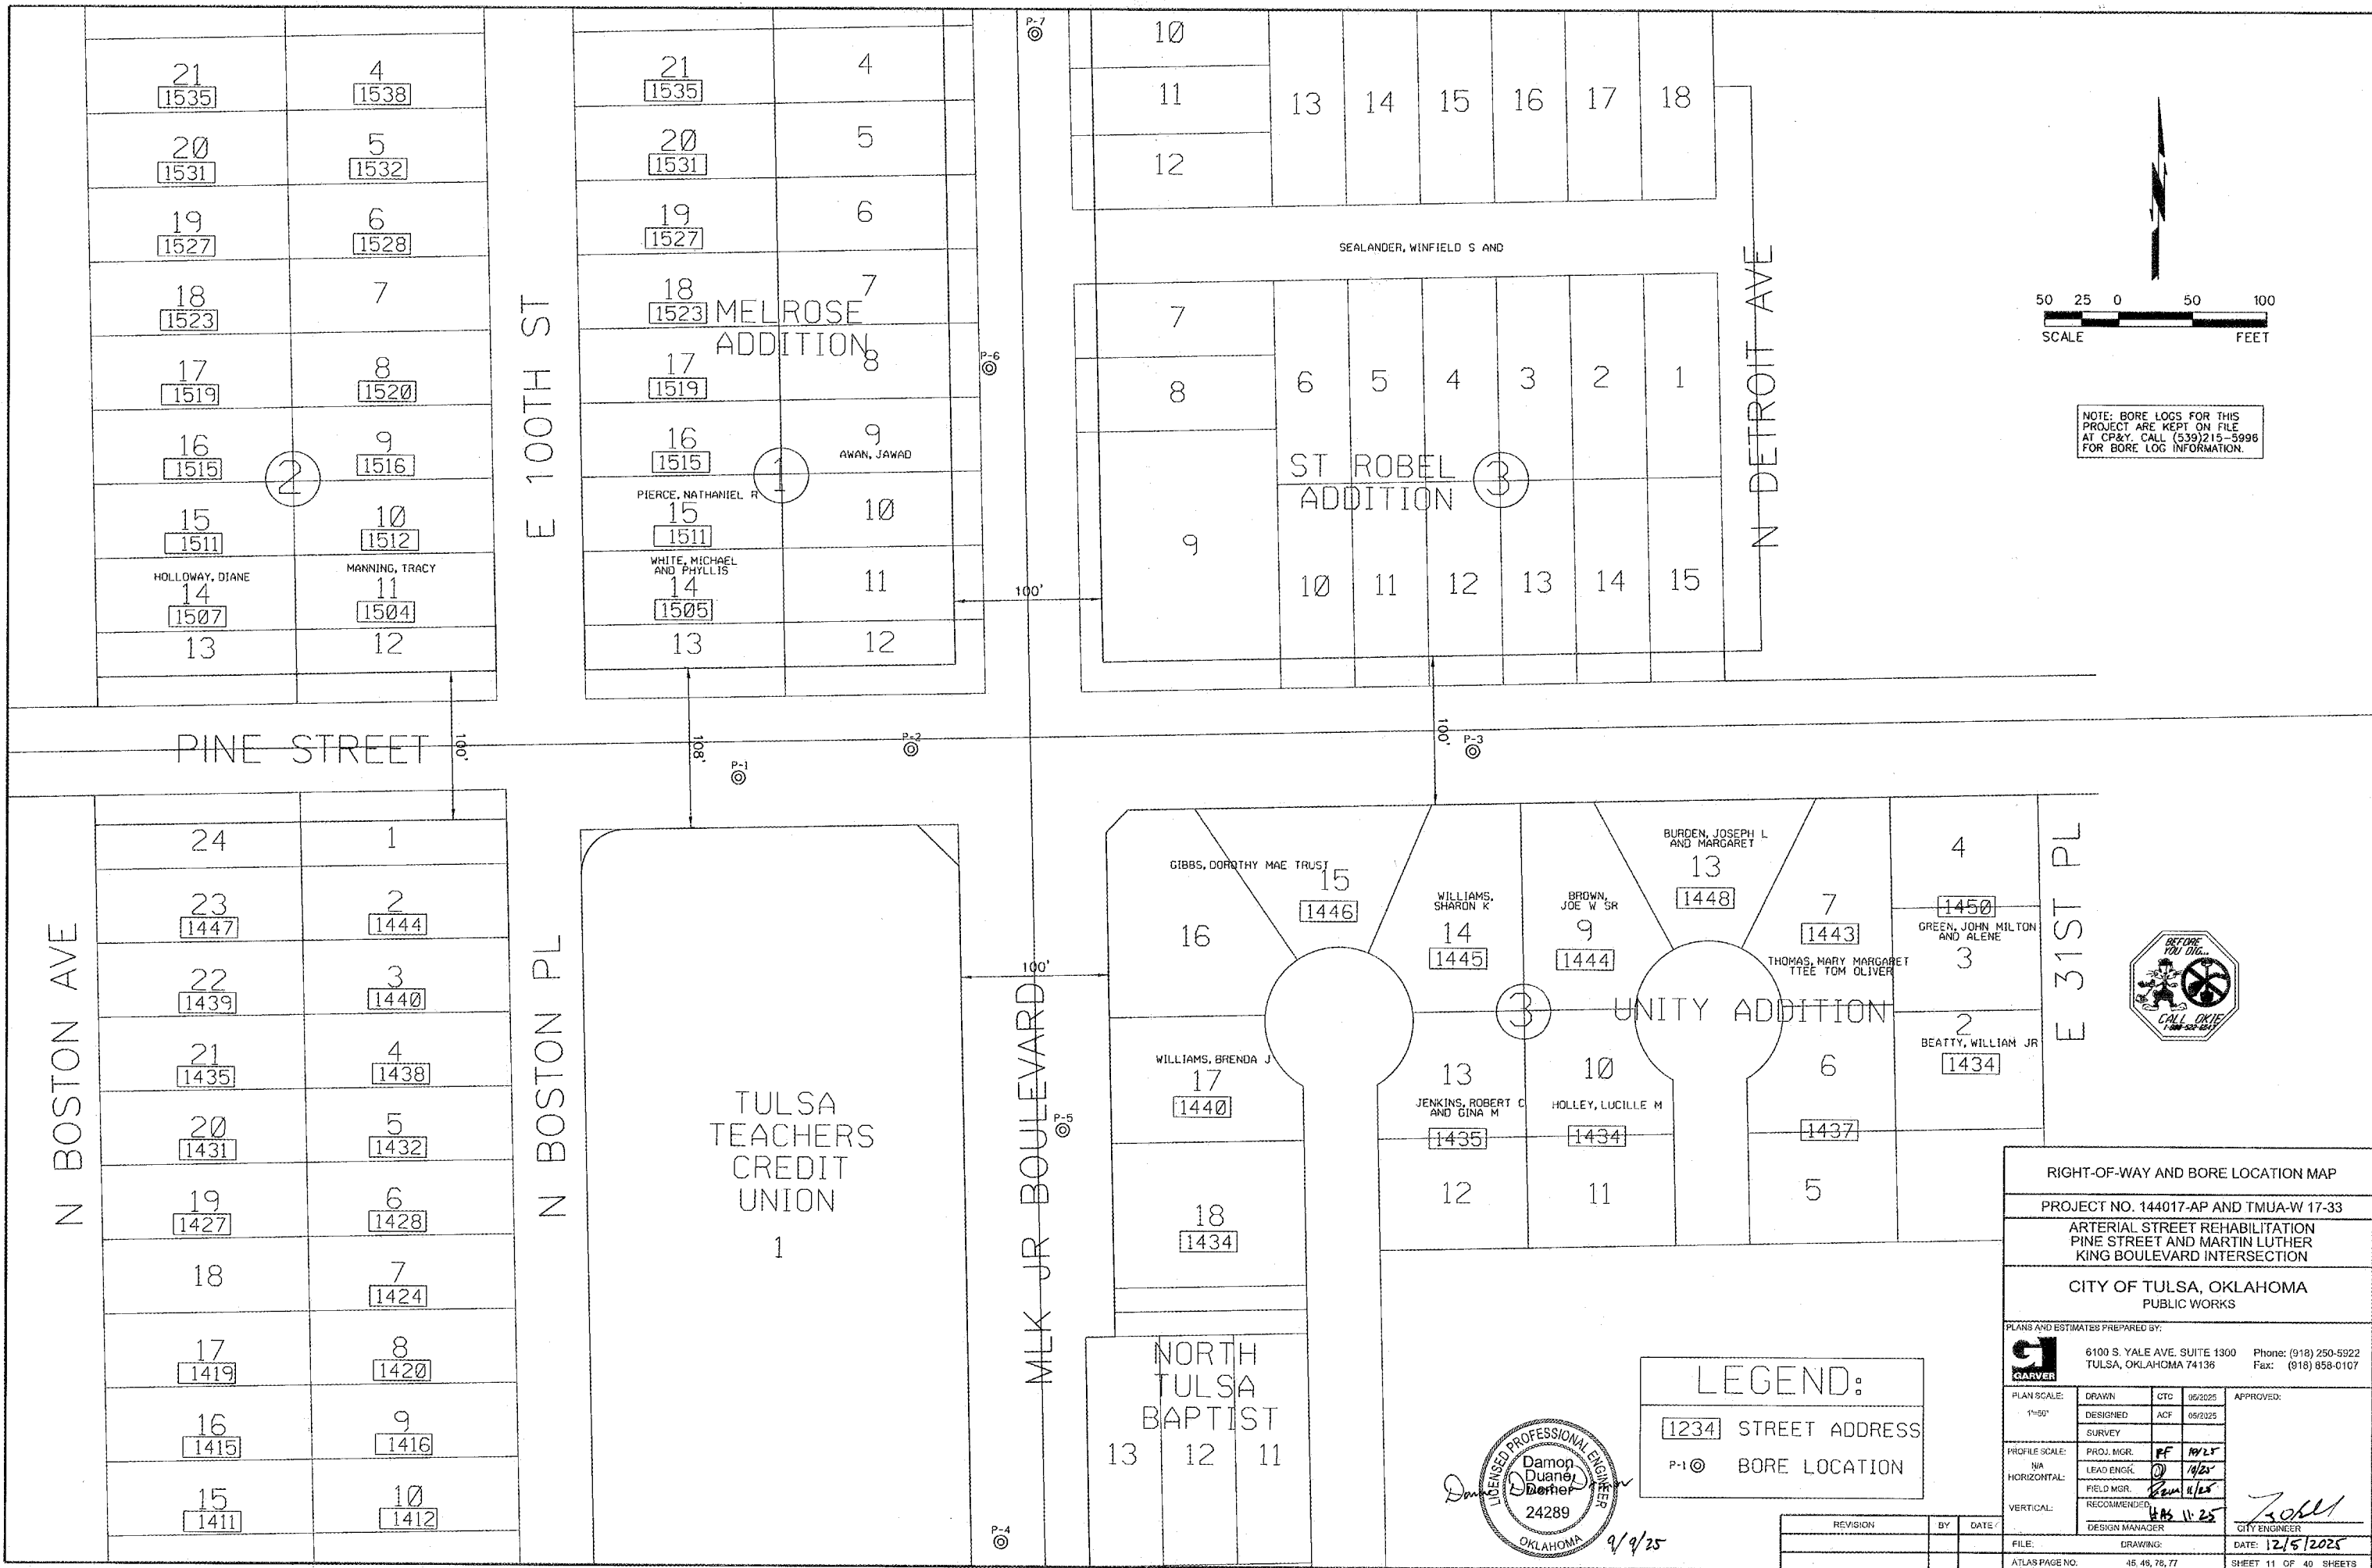 P-7
21
1535
4
1538
21
1535
4
10
11
12
13
14
15
16
17
18
20
1531
5
1532
20
1531
5
19
1527
6
1528
19
1527
6
SEALANDER, WINFIELD S AND
18
1523
7
18
1523
7
MELROSE
ADDITION
17
1519
8
1520
17
1519
8
P-6
16
1515
9
1516
16
1515
9
AWAN, JAWAD
2
1
15
1511
10
1512
PIERCE, NATHANIEL R
15
1511
10
HOLLOWAY, DIANE
14
1507
MANNING, TRACY
11
1504
WHITE, MICHAEL
AND PHYLLIS
14
1505
11
13
12
13
12
E 100TH ST
100'
7
8
9
6
5
4
3
2
1
ST ROBEL
ADDITION
3
10
11
12
13
14
15
N DETROIT AVE
50 25 0 50 100
SCALE FEET
NOTE: BORE LOGS FOR THIS
PROJECT ARE KEPT ON FILE
AT CP&Y. CALL (539)215-5996
FOR BORE LOG INFORMATION.
PINE STREET
100'
108'
P-1
P-2
100'
P-3
N BOSTON AVE
24
1
23
1447
2
1444
22
1439
3
1440
21
1435
4
1438
20
1431
5
1432
19
1427
6
1428
18
7
1424
17
1419
8
1420
16
1415
9
1416
15
1411
10
1412
N BOSTON PL
TULSA
TEACHERS
CREDIT
UNION
1
100'
MLK JR BOULEVARD
P-5
P-4
GIBBS, DOROTHY MAE TRUST
15
1446
16
WILLIAMS,
SHARON K
14
1445
BROWN,
JOE W SR
9
1444
BURDEN, JOSEPH L
AND MARGARET
13
1448
7
1443
THOMAS, MARY MARGARET
TTEE TOM OLIVER
4
1450
GREEN, JOHN MILTON
AND ALENE
3
3
UNITY ADDITION
2
BEATTY, WILLIAM JR
1434
WILLIAMS, BRENDA J
17
1440
13
JENKINS, ROBERT C
AND GINA M
1435
10
HOLLEY, LUCILLE M
1434
6
1437
18
1434
12
11
5
E 31ST PL
BEFORE
YOU DIG...
CALL OKIE
NORTH
TULSA
BAPTIST
13
12
11
LICENSED PROFESSIONAL ENGINEER
Damon
Duane
24289
OKLAHOMA
9/9/25
LEGEND:
1234 STREET ADDRESS
P-1 BORE LOCATION
RIGHT-OF-WAY AND BORE LOCATION MAP
PROJECT NO. 144017-AP AND TMUA-W 17-33
ARTERIAL STREET REHABILITATION
PINE STREET AND MARTIN LUTHER
KING BOULEVARD INTERSECTION
CITY OF TULSA, OKLAHOMA
PUBLIC WORKS
PLANS AND ESTIMATES PREPARED BY:
GARVER
6100 S. YALE AVE. SUITE 1300 Phone: (918) 250-5922
TULSA, OKLAHOMA 74136 Fax: (918) 858-0107
PLAN SCALE:
1"=50'
DRAWN CTC 05/2025
APPROVED:
DESIGNED ACF 05/2025
SURVEY
PROFILE SCALE:
N/A
HORIZONTAL:
VERTICAL:
PROJ. MGR. RF 10/25
LEAD ENGR. 10/25
FIELD MGR. 11/25
RECOMMENDED: HAS 11-25
DESIGN MANAGER
CITY ENGINEER
REVISION BY DATE
FILE: DRAWING: DATE: 12/5/2025
ATLAS PAGE NO: 45, 46, 76, 77 SHEET 11 OF 40 SHEETS